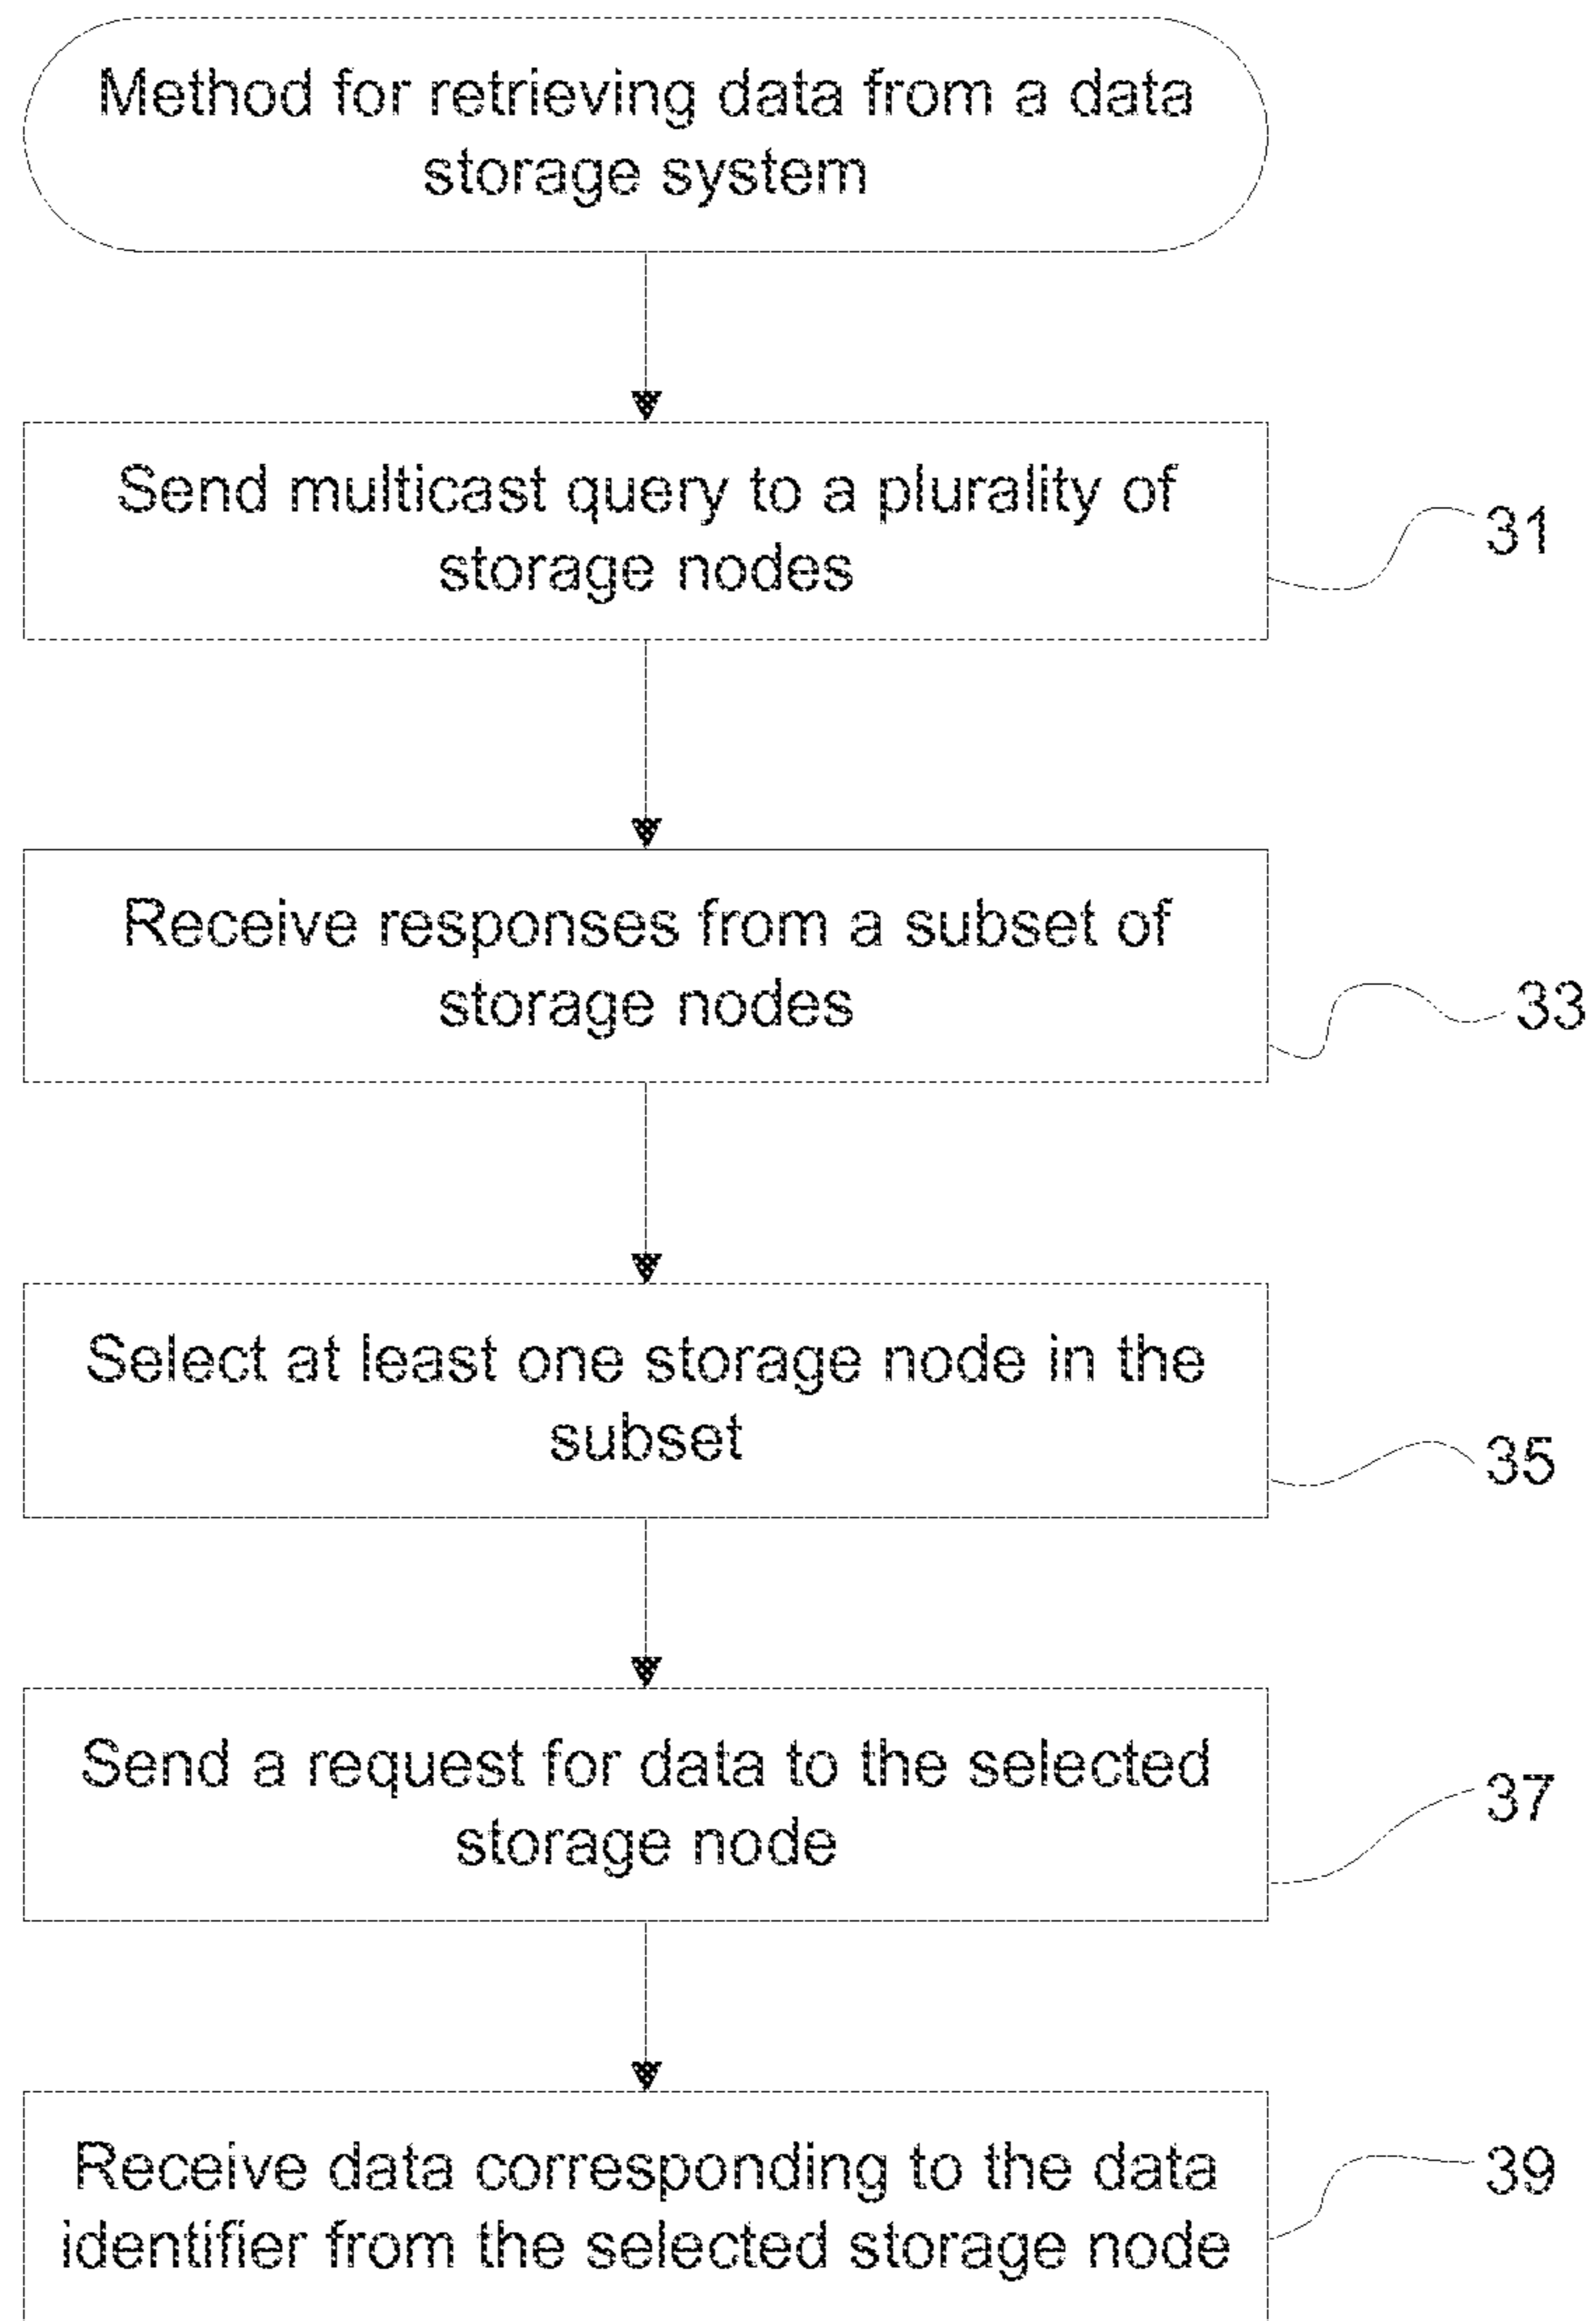 Method for retrieving data from a data
storage system
Send multicast query to a plurality of
storage nodes
31
Receive responses from a subset of
storage nodes
33
Select at least one storage node in the
subset
35
Send a request for data to the selected
storage node
37
Receive data corresponding to the data
identifier from the selected storage node
39